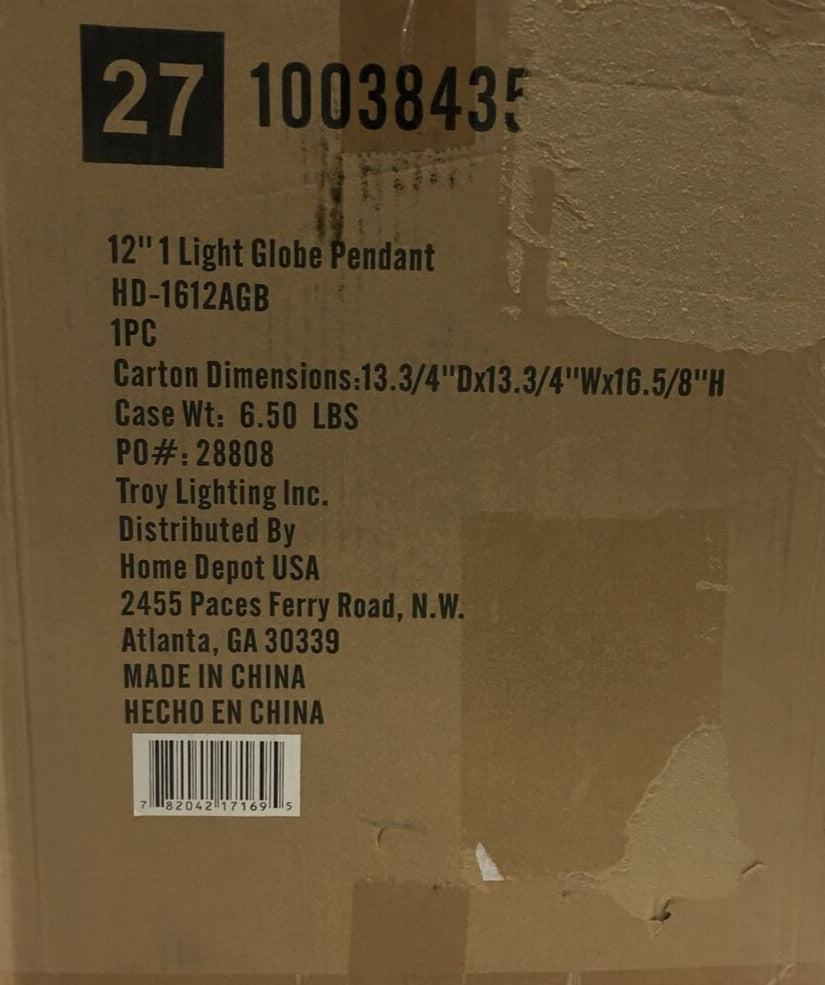 27 10038435
12" 1 Light Globe Pendant
HD-1612AGB
1PC
Carton Dimensions:13.3/4"Dx13.3/4"Wx16.5/8"H
Case Wt: 6.50 LBS
PO#: 28808
Troy Lighting Inc.
Distributed By
Home Depot USA
2455 Paces Ferry Road, N.W.
Atlanta, GA 30339
MADE IN CHINA
HECHO EN CHINA
7 82042 17169 5